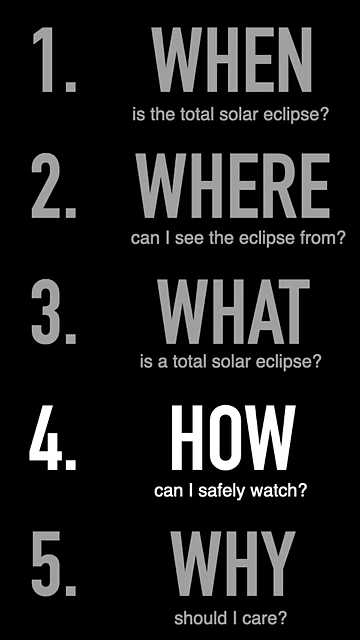 1. WHEN
is the total solar eclipse?
2. WHERE
can I see the eclipse from?
3. WHAT
is a total solar eclipse?
4. HOW
can I safely watch?
5. WHY
should I care?